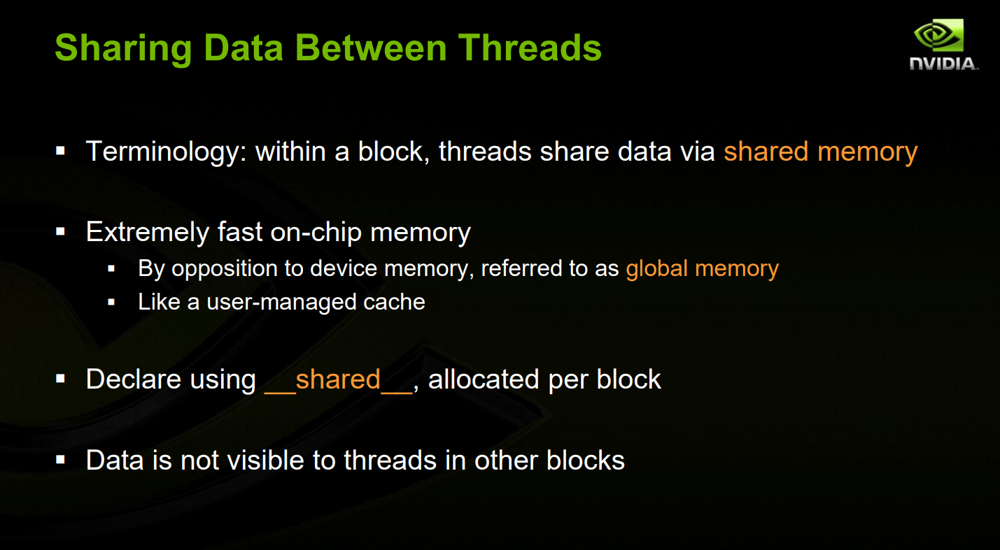 Sharing Data Between Threads
NVIDIA.
▪ Terminology: within a block, threads share data via shared memory
▪ Extremely fast on-chip memory
▪ By opposition to device memory, referred to as global memory
▪ Like a user-managed cache
▪ Declare using __shared__, allocated per block
▪ Data is not visible to threads in other blocks